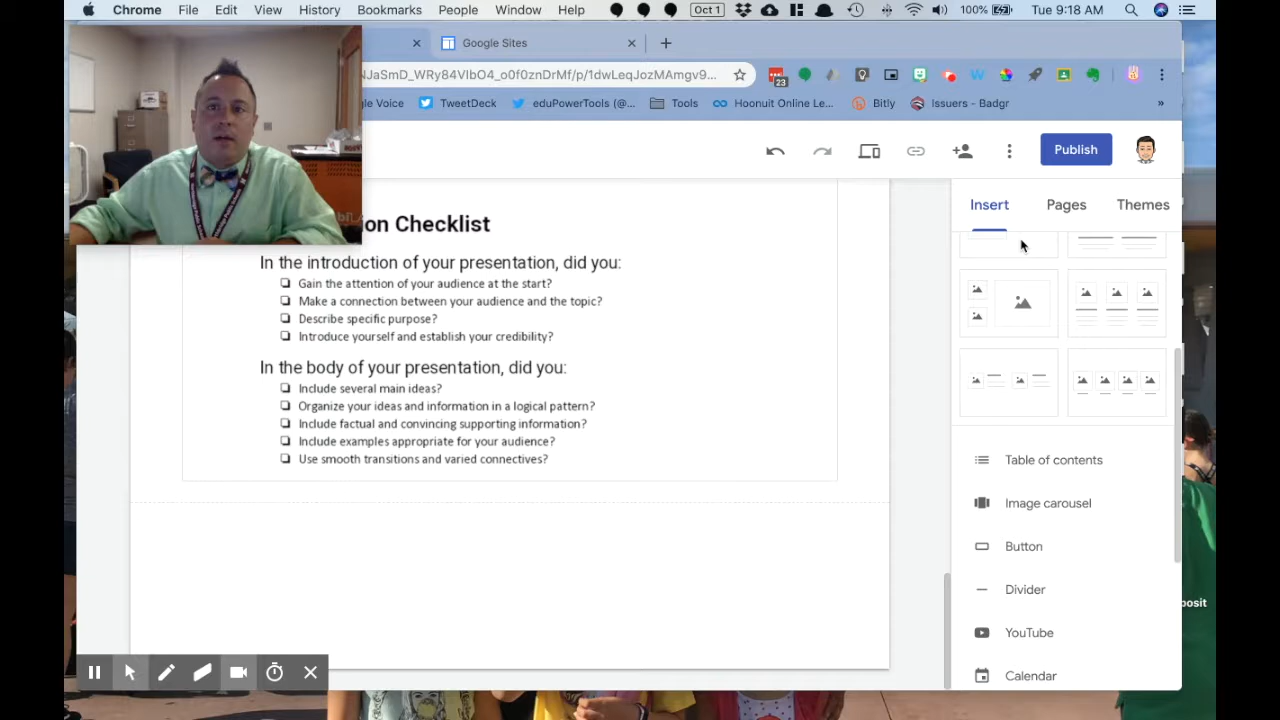 Chrome File Edit View History Bookmarks People Window Help Oct 1 100% Tue 9:18 AM
Google Sites
NJaSmD_WRy84VIbO4_o0f0znDrMf/p/1dwLeqJozMAmgv9... 23
le Voice TweetDeck eduPowerTools (@... Tools Hoonuit Online Le... Bitly Issuers - Badgr »
Publish
Insert Pages Themes
on Checklist
In the introduction of your presentation, did you:
Gain the attention of your audience at the start?
Make a connection between your audience and the topic?
Describe specific purpose?
Introduce yourself and establish your credibility?
In the body of your presentation, did you:
Include several main ideas?
Organize your ideas and information in a logical pattern?
Include factual and convincing supporting information?
Include examples appropriate for your audience?
Use smooth transitions and varied connectives?
Table of contents
Image carousel
Button
Divider
YouTube
Calendar
posit